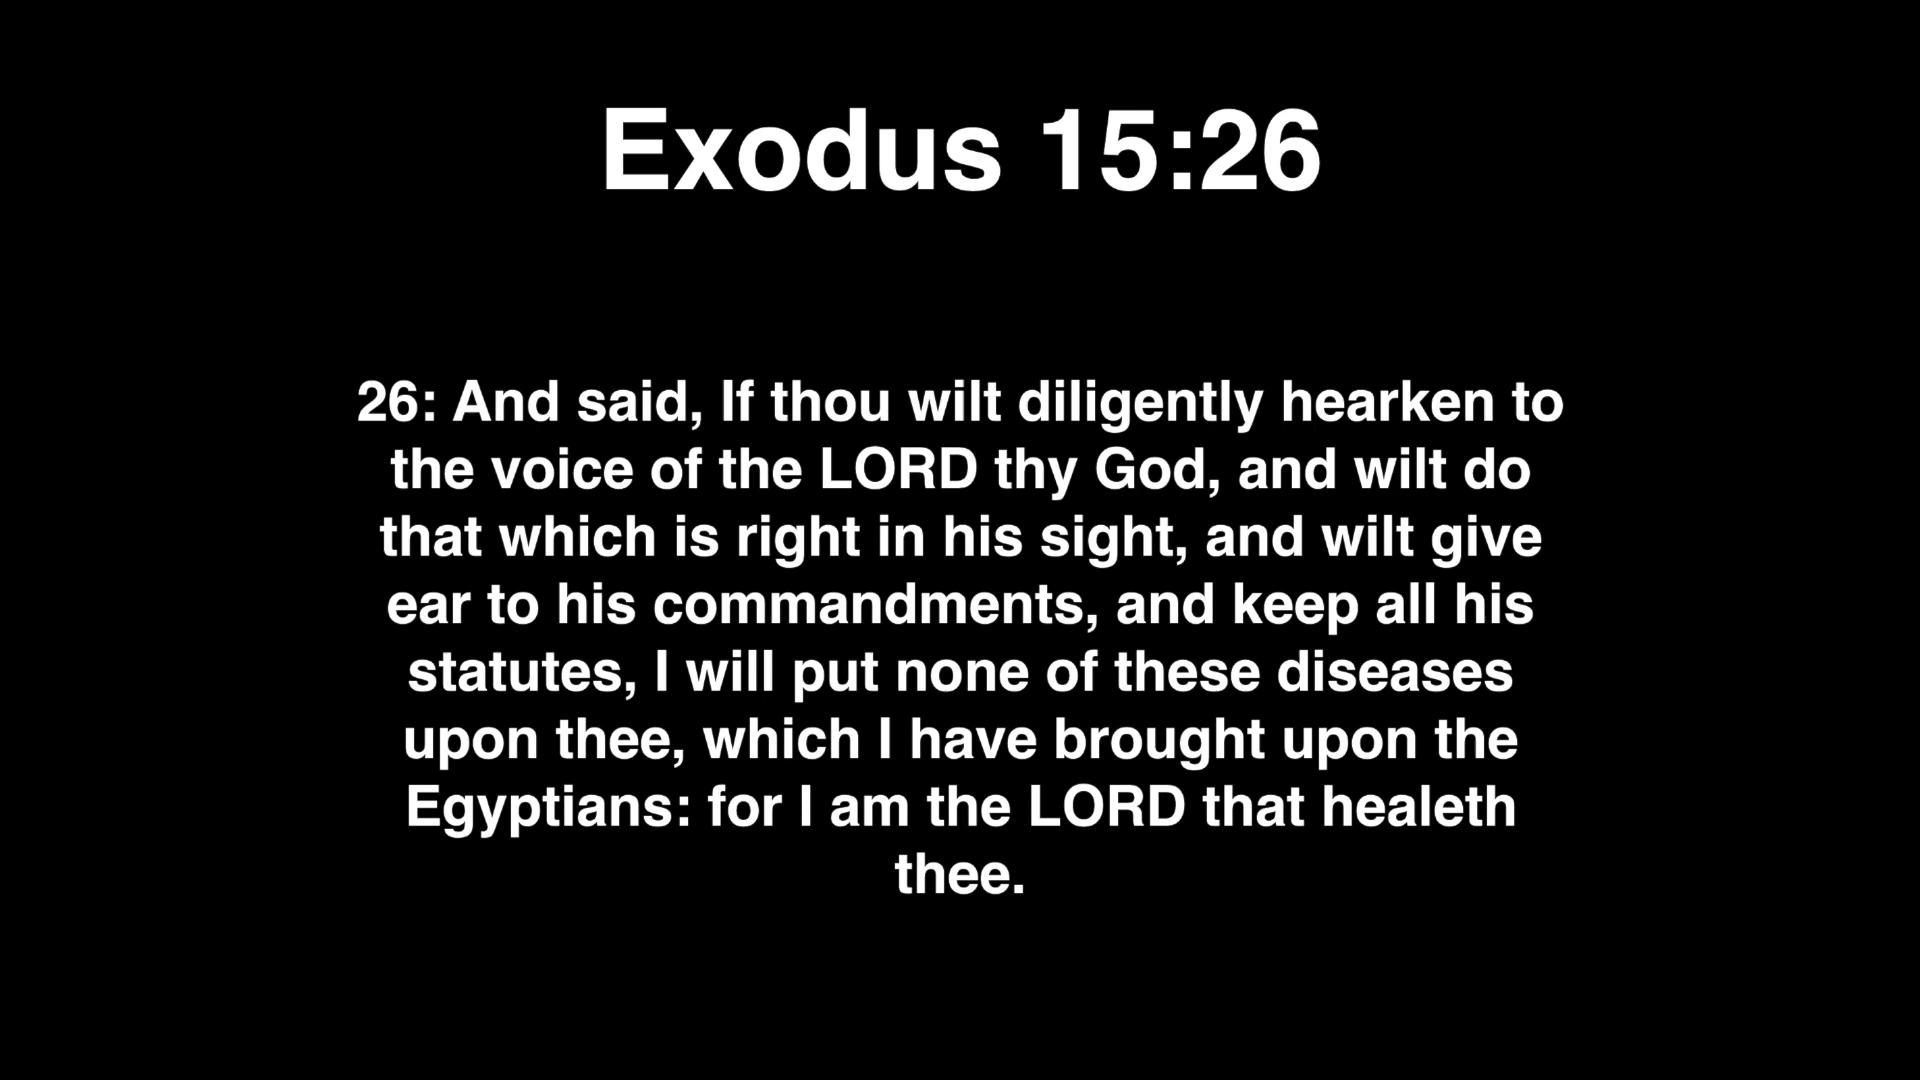 Exodus 15:26
26: And said, If thou wilt diligently hearken to
the voice of the LORD thy God, and wilt do
that which is right in his sight, and wilt give
ear to his commandments, and keep all his
statutes, I will put none of these diseases
upon thee, which I have brought upon the
Egyptians: for I am the LORD that healeth
thee.